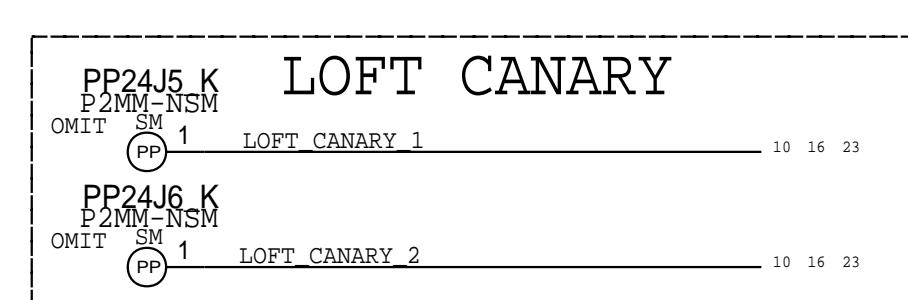 LOFT CANARY
PP24J5_K
P2MM-NSM
OMIT SM
PP 1 LOFT_CANARY_1 10 16 23
PP24J6_K
P2MM-NSM
OMIT SM
PP 1 LOFT_CANARY_2 10 16 23